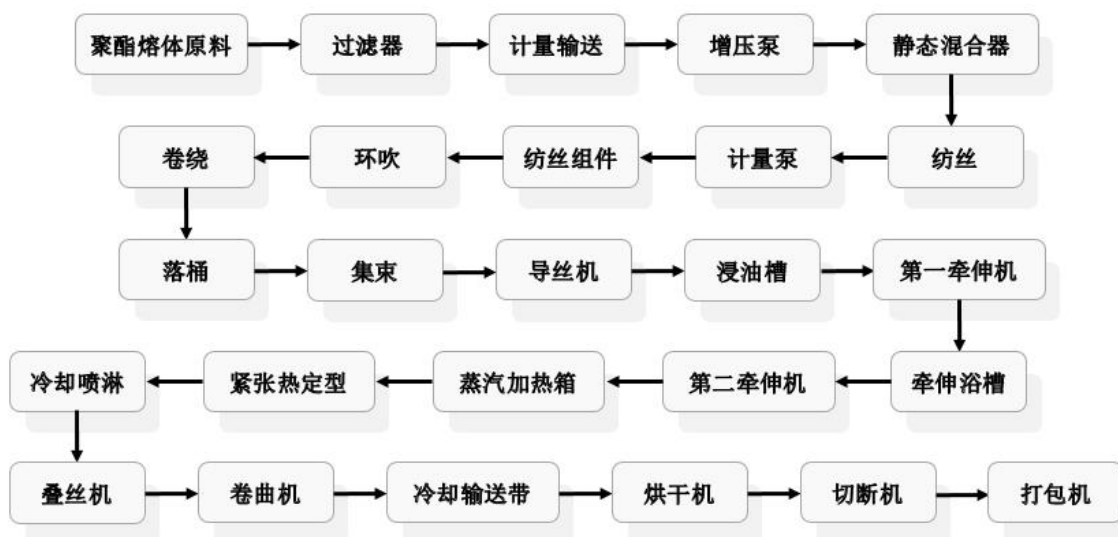 聚酯熔体原料 过滤器 计量输送 增压泵 静态混合器
卷绕 环吹 纺丝组件 计量泵 纺丝
落桶 集束 导丝机 浸油槽 第一牵伸机
冷却喷淋 紧张热定型 蒸汽加热箱 第二牵伸机 牵伸浴槽
叠丝机 卷曲机 冷却输送带 烘干机 切断机 打包机